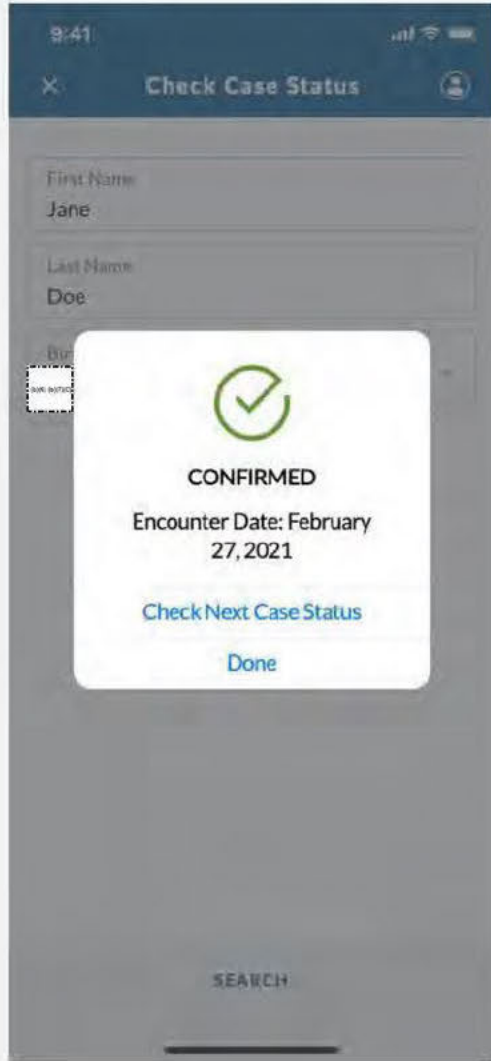 9:41
Check Case Status
First Name
Jane
Last Name
Doe
CONFIRMED
Encounter Date: February
27, 2021
Check Next Case Status
Done
SEARCH